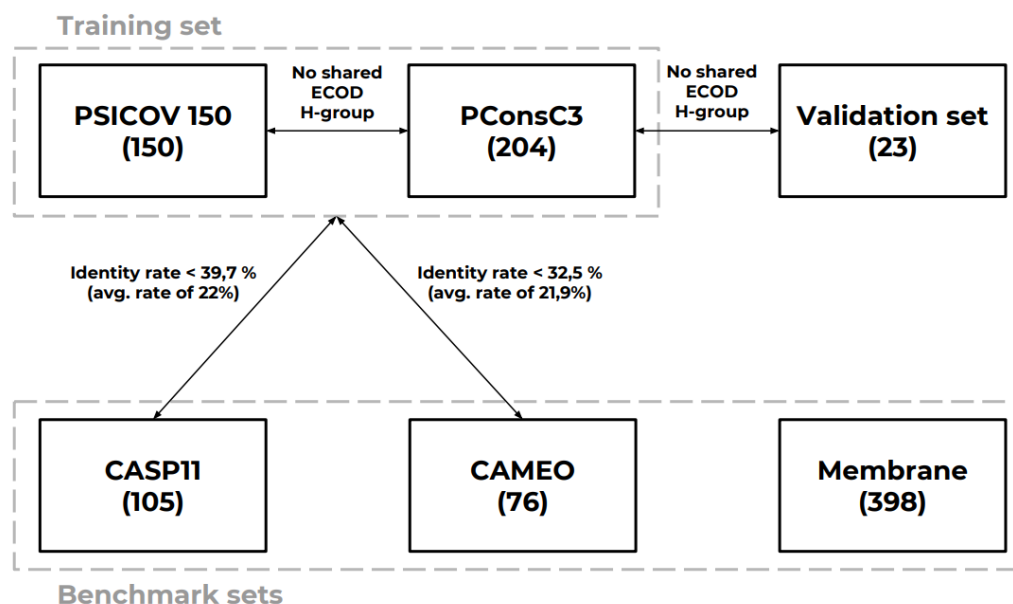 Training set
No shared
ECOD
H-group
No shared
ECOD
H-group
PSICOV 150
(150)
PConsC3
(204)
Validation set
(23)
Identity rate < 39,7 %
(avg. rate of 22%)
Identity rate < 32,5 %
(avg. rate of 21,9%)
CASP11
(105)
CAMEO
(76)
Membrane
(398)
Benchmark sets